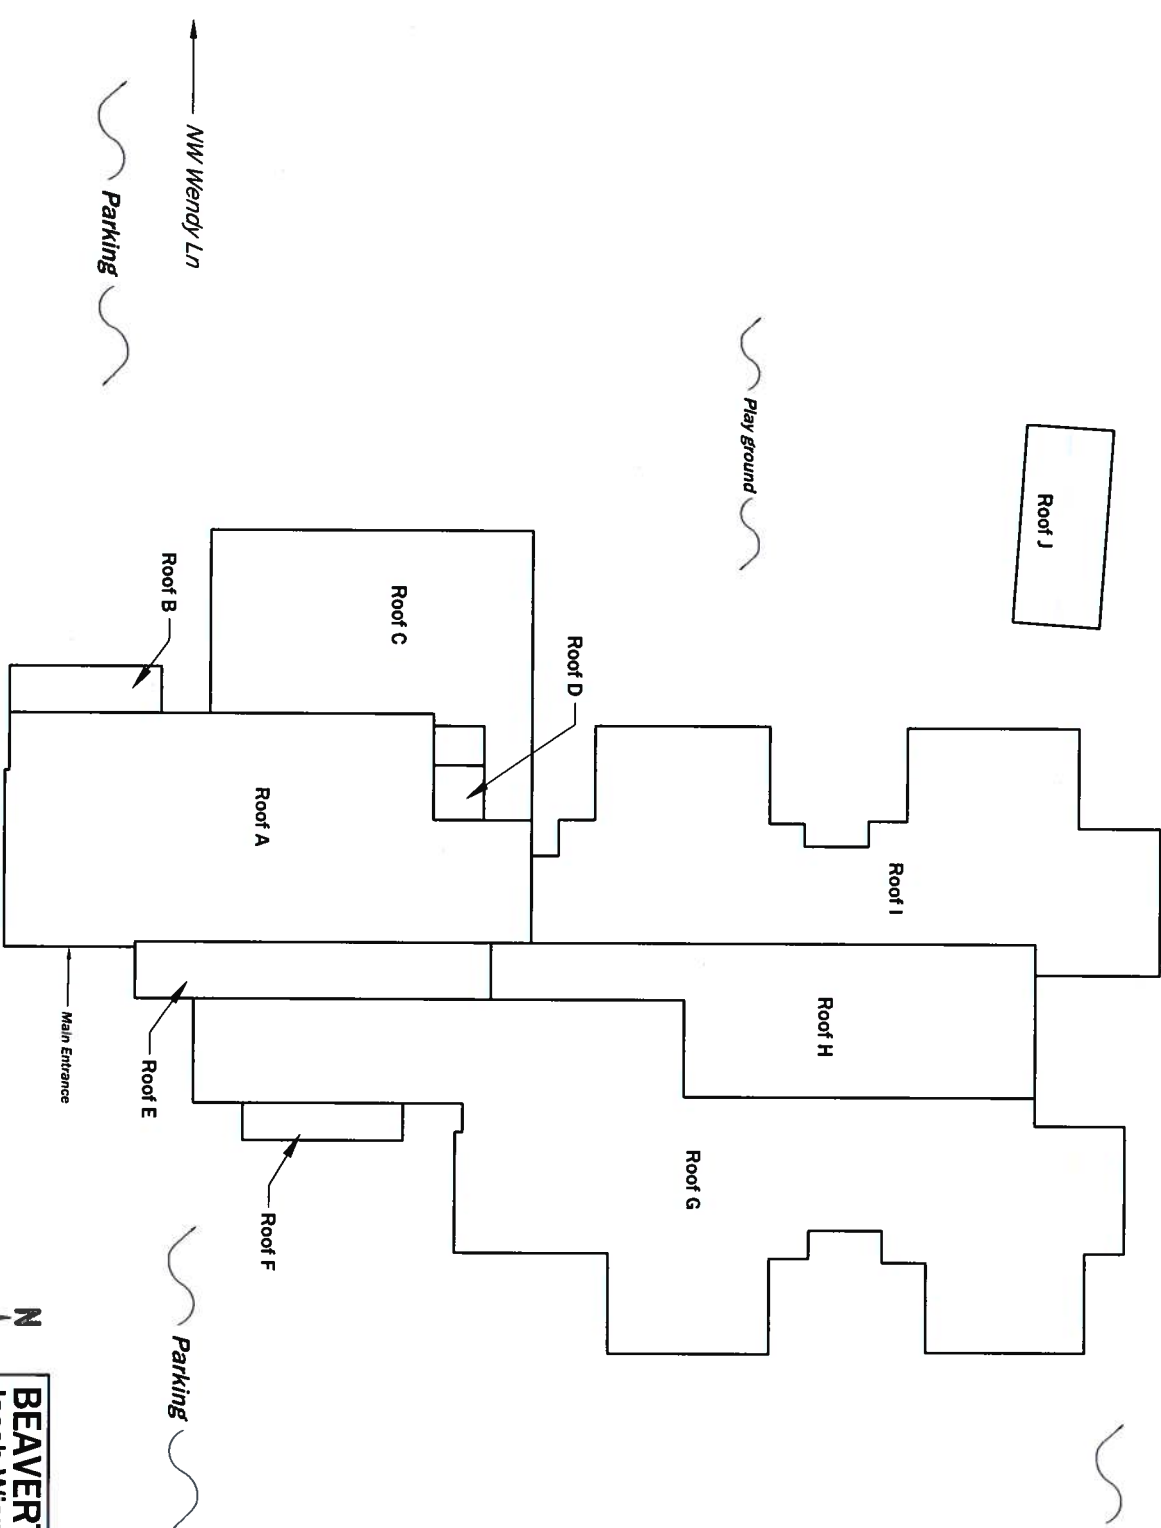 Roof J
Roof I
Roof H
Play ground
Roof G
Roof D
Roof C
Roof F
Roof A
NW Wendy Ln
Parking
Roof B
Roof E
Parking
Main Entrance
N
BEAVERT